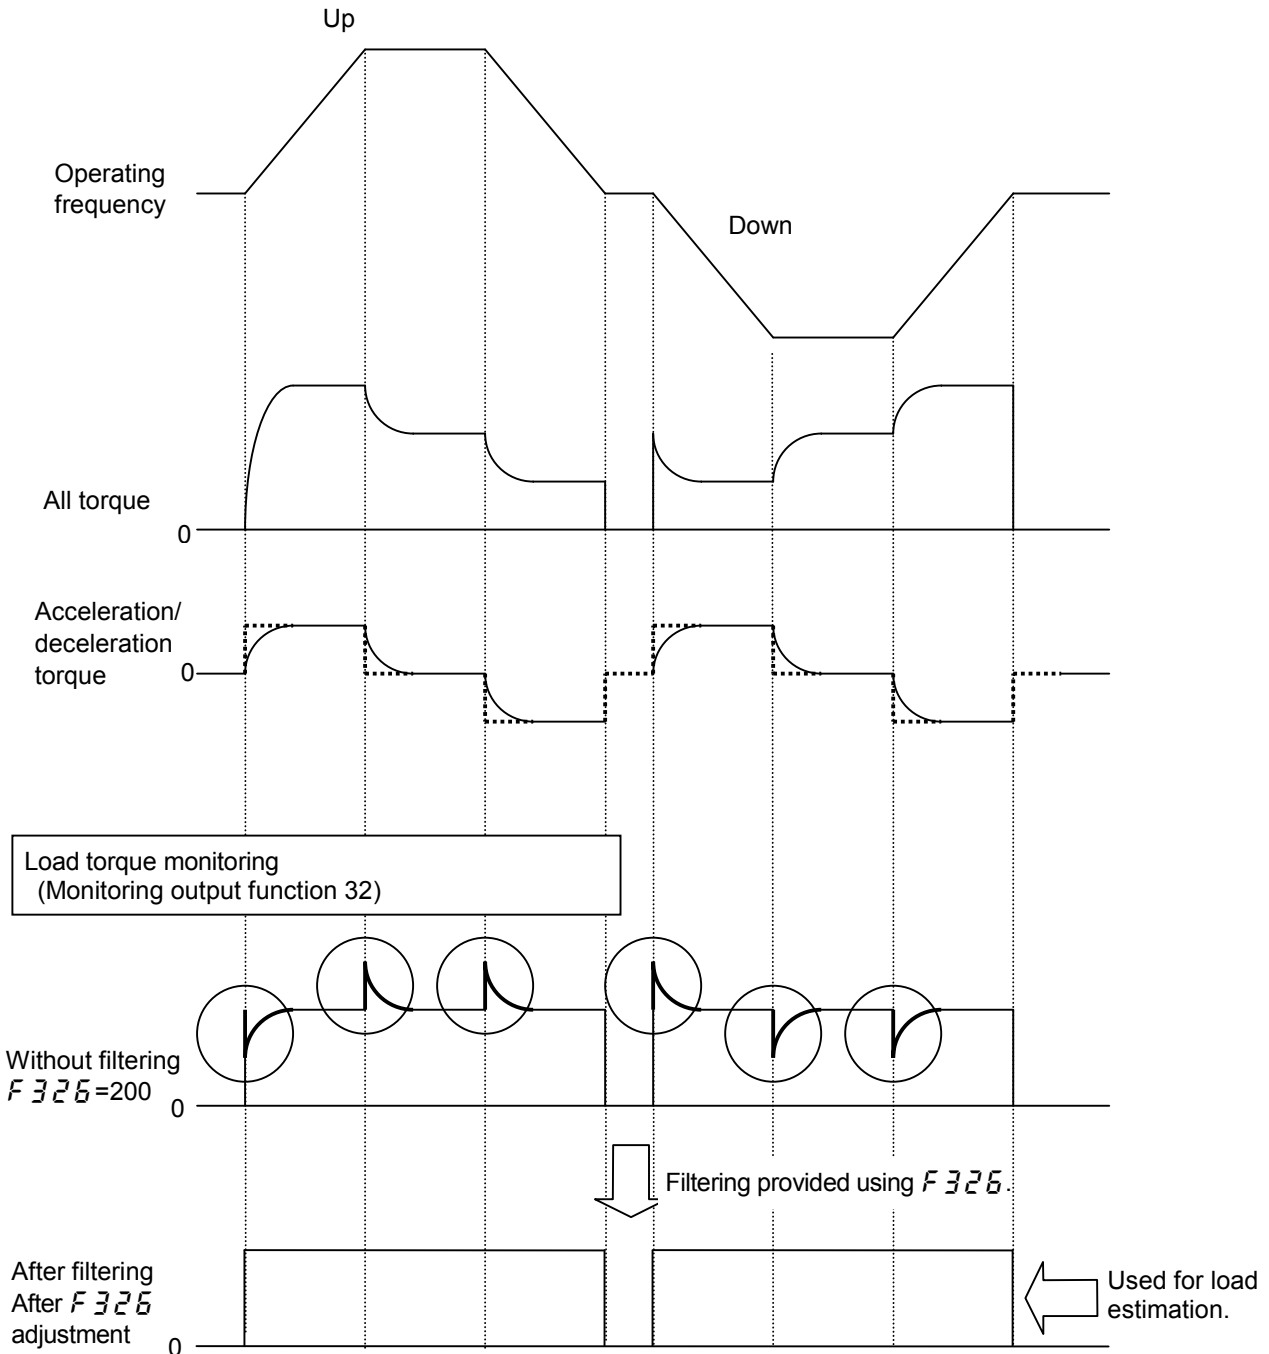 Up
Operating
frequency
Down
All torque
0
Acceleration/
deceleration
torque
0
Load torque monitoring
(Monitoring output function 32)
Without filtering
F326=200
0
Filtering provided using F326.
After filtering
After F326
adjustment
0
Used for load
estimation.